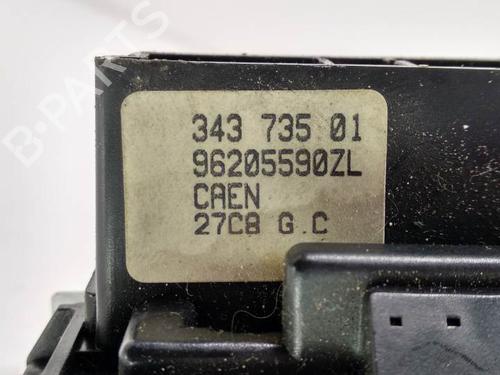 B-PARTS
343 735 01
96205590ZL
CAEN
27C8 G.C